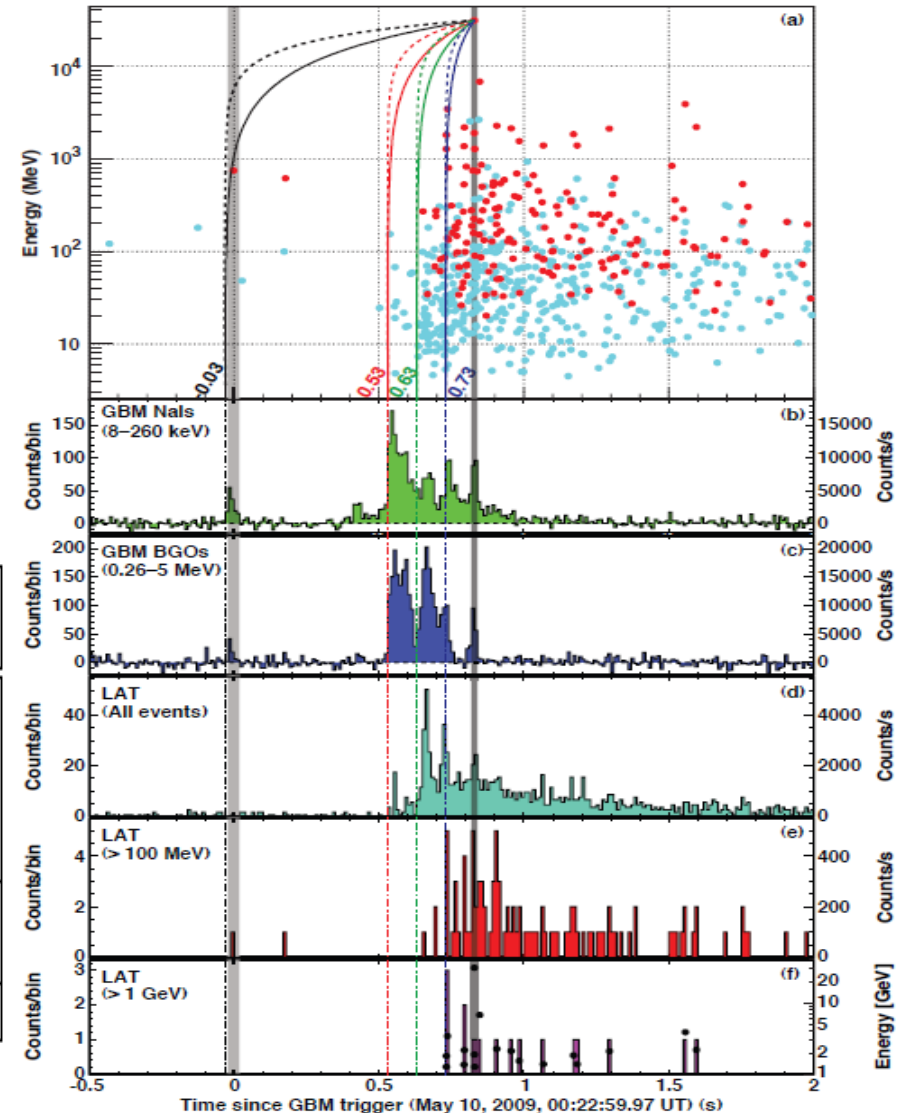 (a)
Energy (MeV)
10⁴
10³
10²
10
-0.03
0.53
0.63
0.73
GBM NaIs
(8–260 keV)
(b)
Counts/bin
150
100
50
0
15000
10000
5000
0
Counts/s
GBM BGOs
(0.26–5 MeV)
(c)
Counts/bin
200
150
100
50
0
20000
15000
10000
5000
0
Counts/s
LAT
(All events)
(d)
Counts/bin
40
20
0
4000
2000
0
Counts/s
LAT
(> 100 MeV)
(e)
Counts/bin
4
2
0
400
200
0
Counts/s
LAT
(> 1 GeV)
(f)
Counts/bin
3
2
1
0
20
10
5
2
1
Energy [GeV]
-0.5 0 0.5 1 1.5 2
Time since GBM trigger (May 10, 2009, 00:22:59.97 UT) (s)